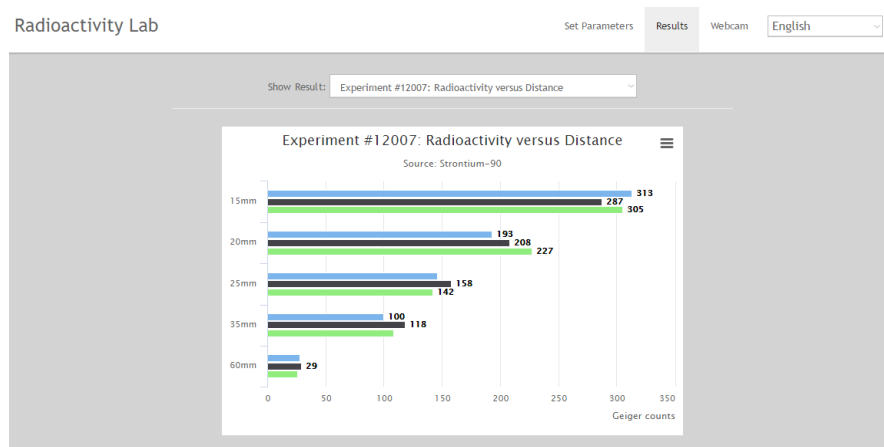 Radioactivity Lab
Set Parameters Results Webcam English
Show Result: Experiment #12007: Radioactivity versus Distance
Experiment #12007: Radioactivity versus Distance
Source: Strontium-90
313
15mm 287
305
193
20mm 208
227
25mm 158
142
100
35mm 118
60mm 29
0 50 100 150 200 250 300 350
Geiger counts